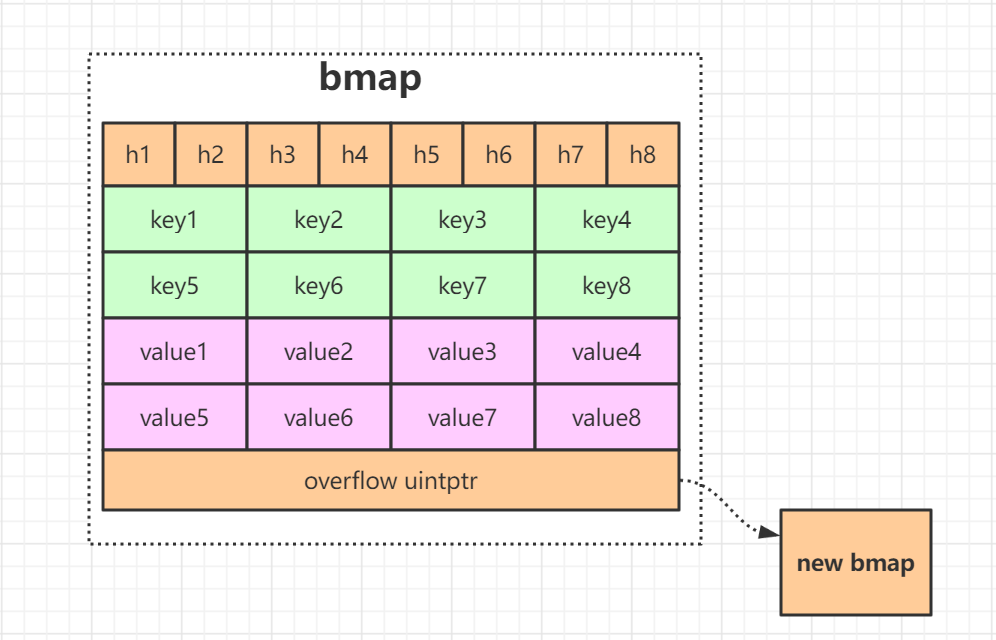 bmap
h1 h2 h3 h4 h5 h6 h7 h8
key1 key2 key3 key4
key5 key6 key7 key8
value1 value2 value3 value4
value5 value6 value7 value8
overflow uintptr
new bmap